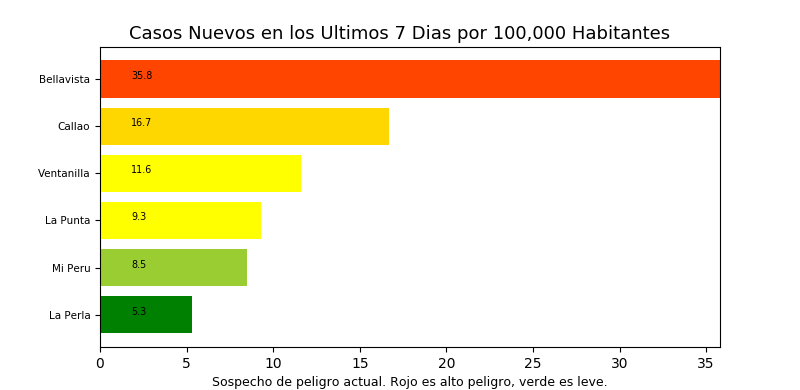 Casos Nuevos en los Ultimos 7 Dias por 100,000 Habitantes
Bellavista 35.8
Callao 16.7
Ventanilla 11.6
La Punta 9.3
Mi Peru 8.5
La Perla 5.3
0 5 10 15 20 25 30 35
Sospecho de peligro actual. Rojo es alto peligro, verde es leve.